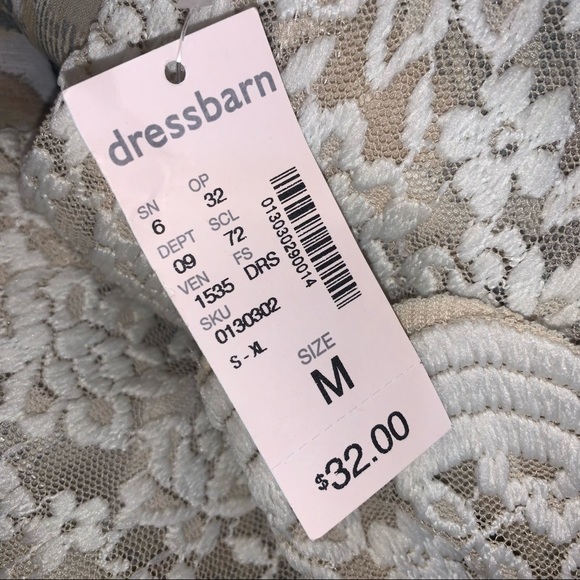 dressbarn
SN OP
6 32
DEPT SCL
09 72
VEN FS
1535 DRS
SKU
0130302
S - XL
013030290014
SIZE
M
$32.00